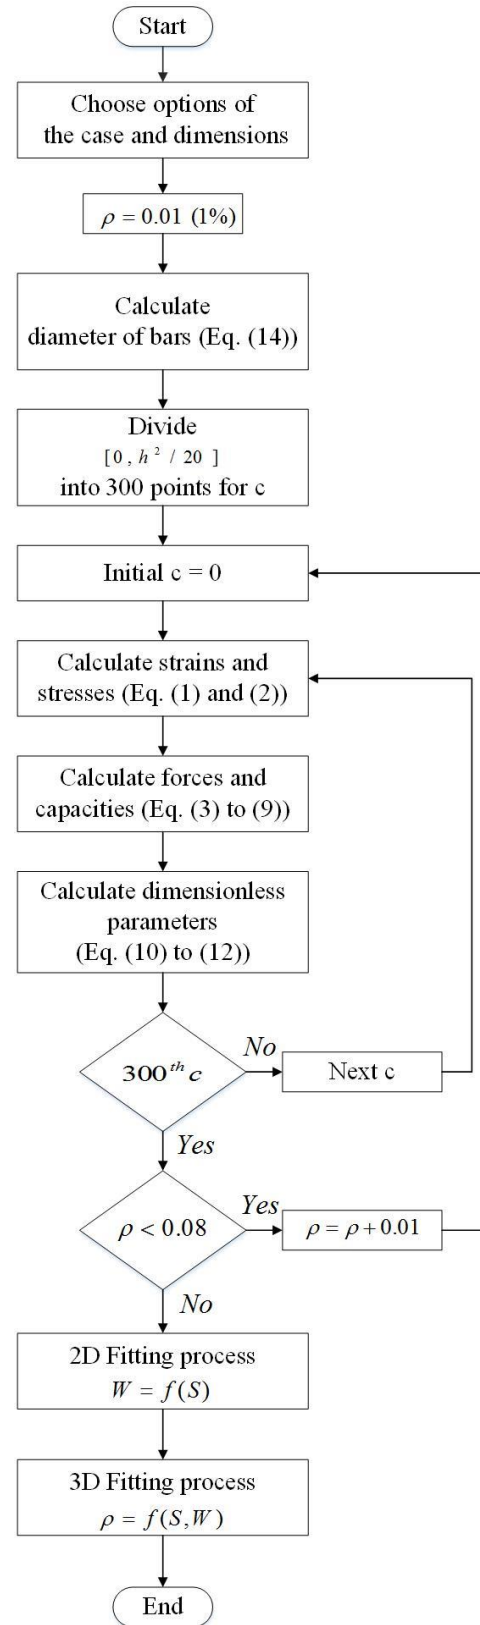 Start
Choose options of
the case and dimensions
ρ = 0.01 (1%)
Calculate
diameter of bars (Eq. (14))
Divide
[0, h² / 20 ]
into 300 points for c
Initial c = 0
Calculate strains and
stresses (Eq. (1) and (2))
Calculate forces and
capacities (Eq. (3) to (9))
Calculate dimensionless
parameters
(Eq. (10) to (12))
300ᵗʰ c
No
Next c
Yes
ρ < 0.08
Yes
ρ = ρ + 0.01
No
2D Fitting process
W = f(S)
3D Fitting process
ρ = f(S,W)
End